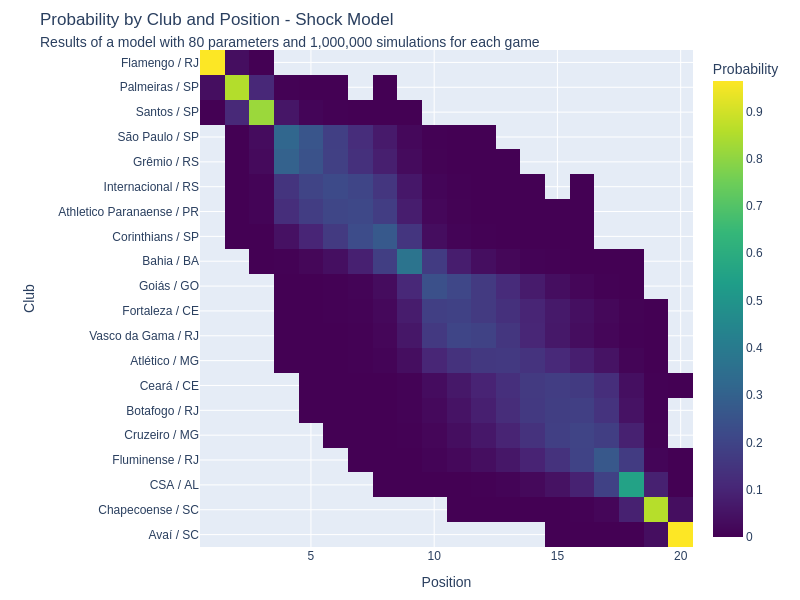 Probability by Club and Position - Shock Model
Results of a model with 80 parameters and 1,000,000 simulations for each game
Probability
Flamengo / RJ
Palmeiras / SP
Santos / SP
São Paulo / SP
Grêmio / RS
Internacional / RS
Athletico Paranaense / PR
Corinthians / SP
Bahia / BA
Goiás / GO
Fortaleza / CE
Vasco da Gama / RJ
Atlético / MG
Ceará / CE
Botafogo / RJ
Cruzeiro / MG
Fluminense / RJ
CSA / AL
Chapecoense / SC
Avaí / SC
Club
5
10
15
20
Position
0.9
0.8
0.7
0.6
0.5
0.4
0.3
0.2
0.1
0